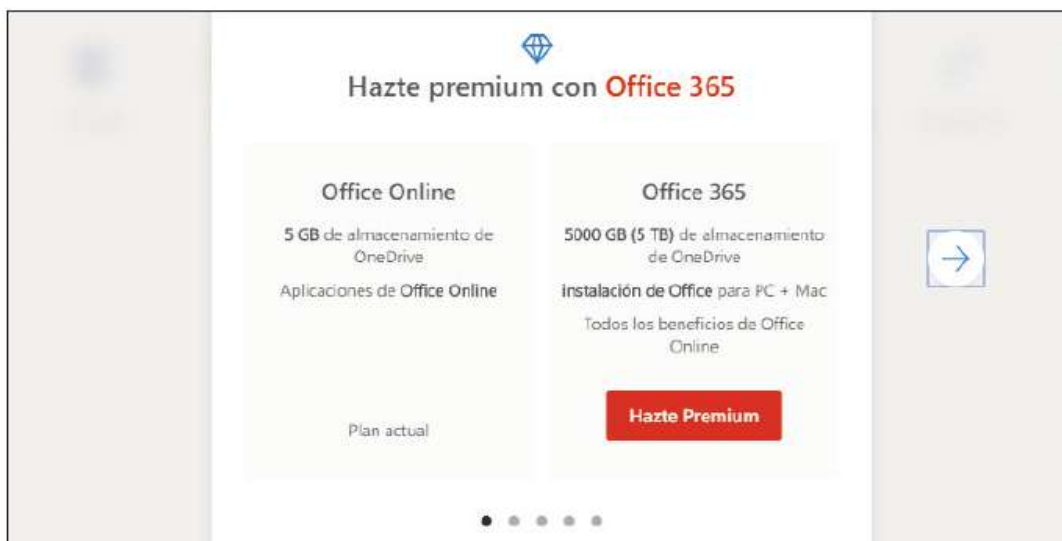 Hazte premium con Office 365
Office Online
5 GB de almacenamiento de
OneDrive
Aplicaciones de Office Online
Plan actual
Office 365
5000 GB (5 TB) de almacenamiento
de OneDrive
instalación de Office para PC + Mac
Todos los beneficios de Office
Online
Hazte Premium